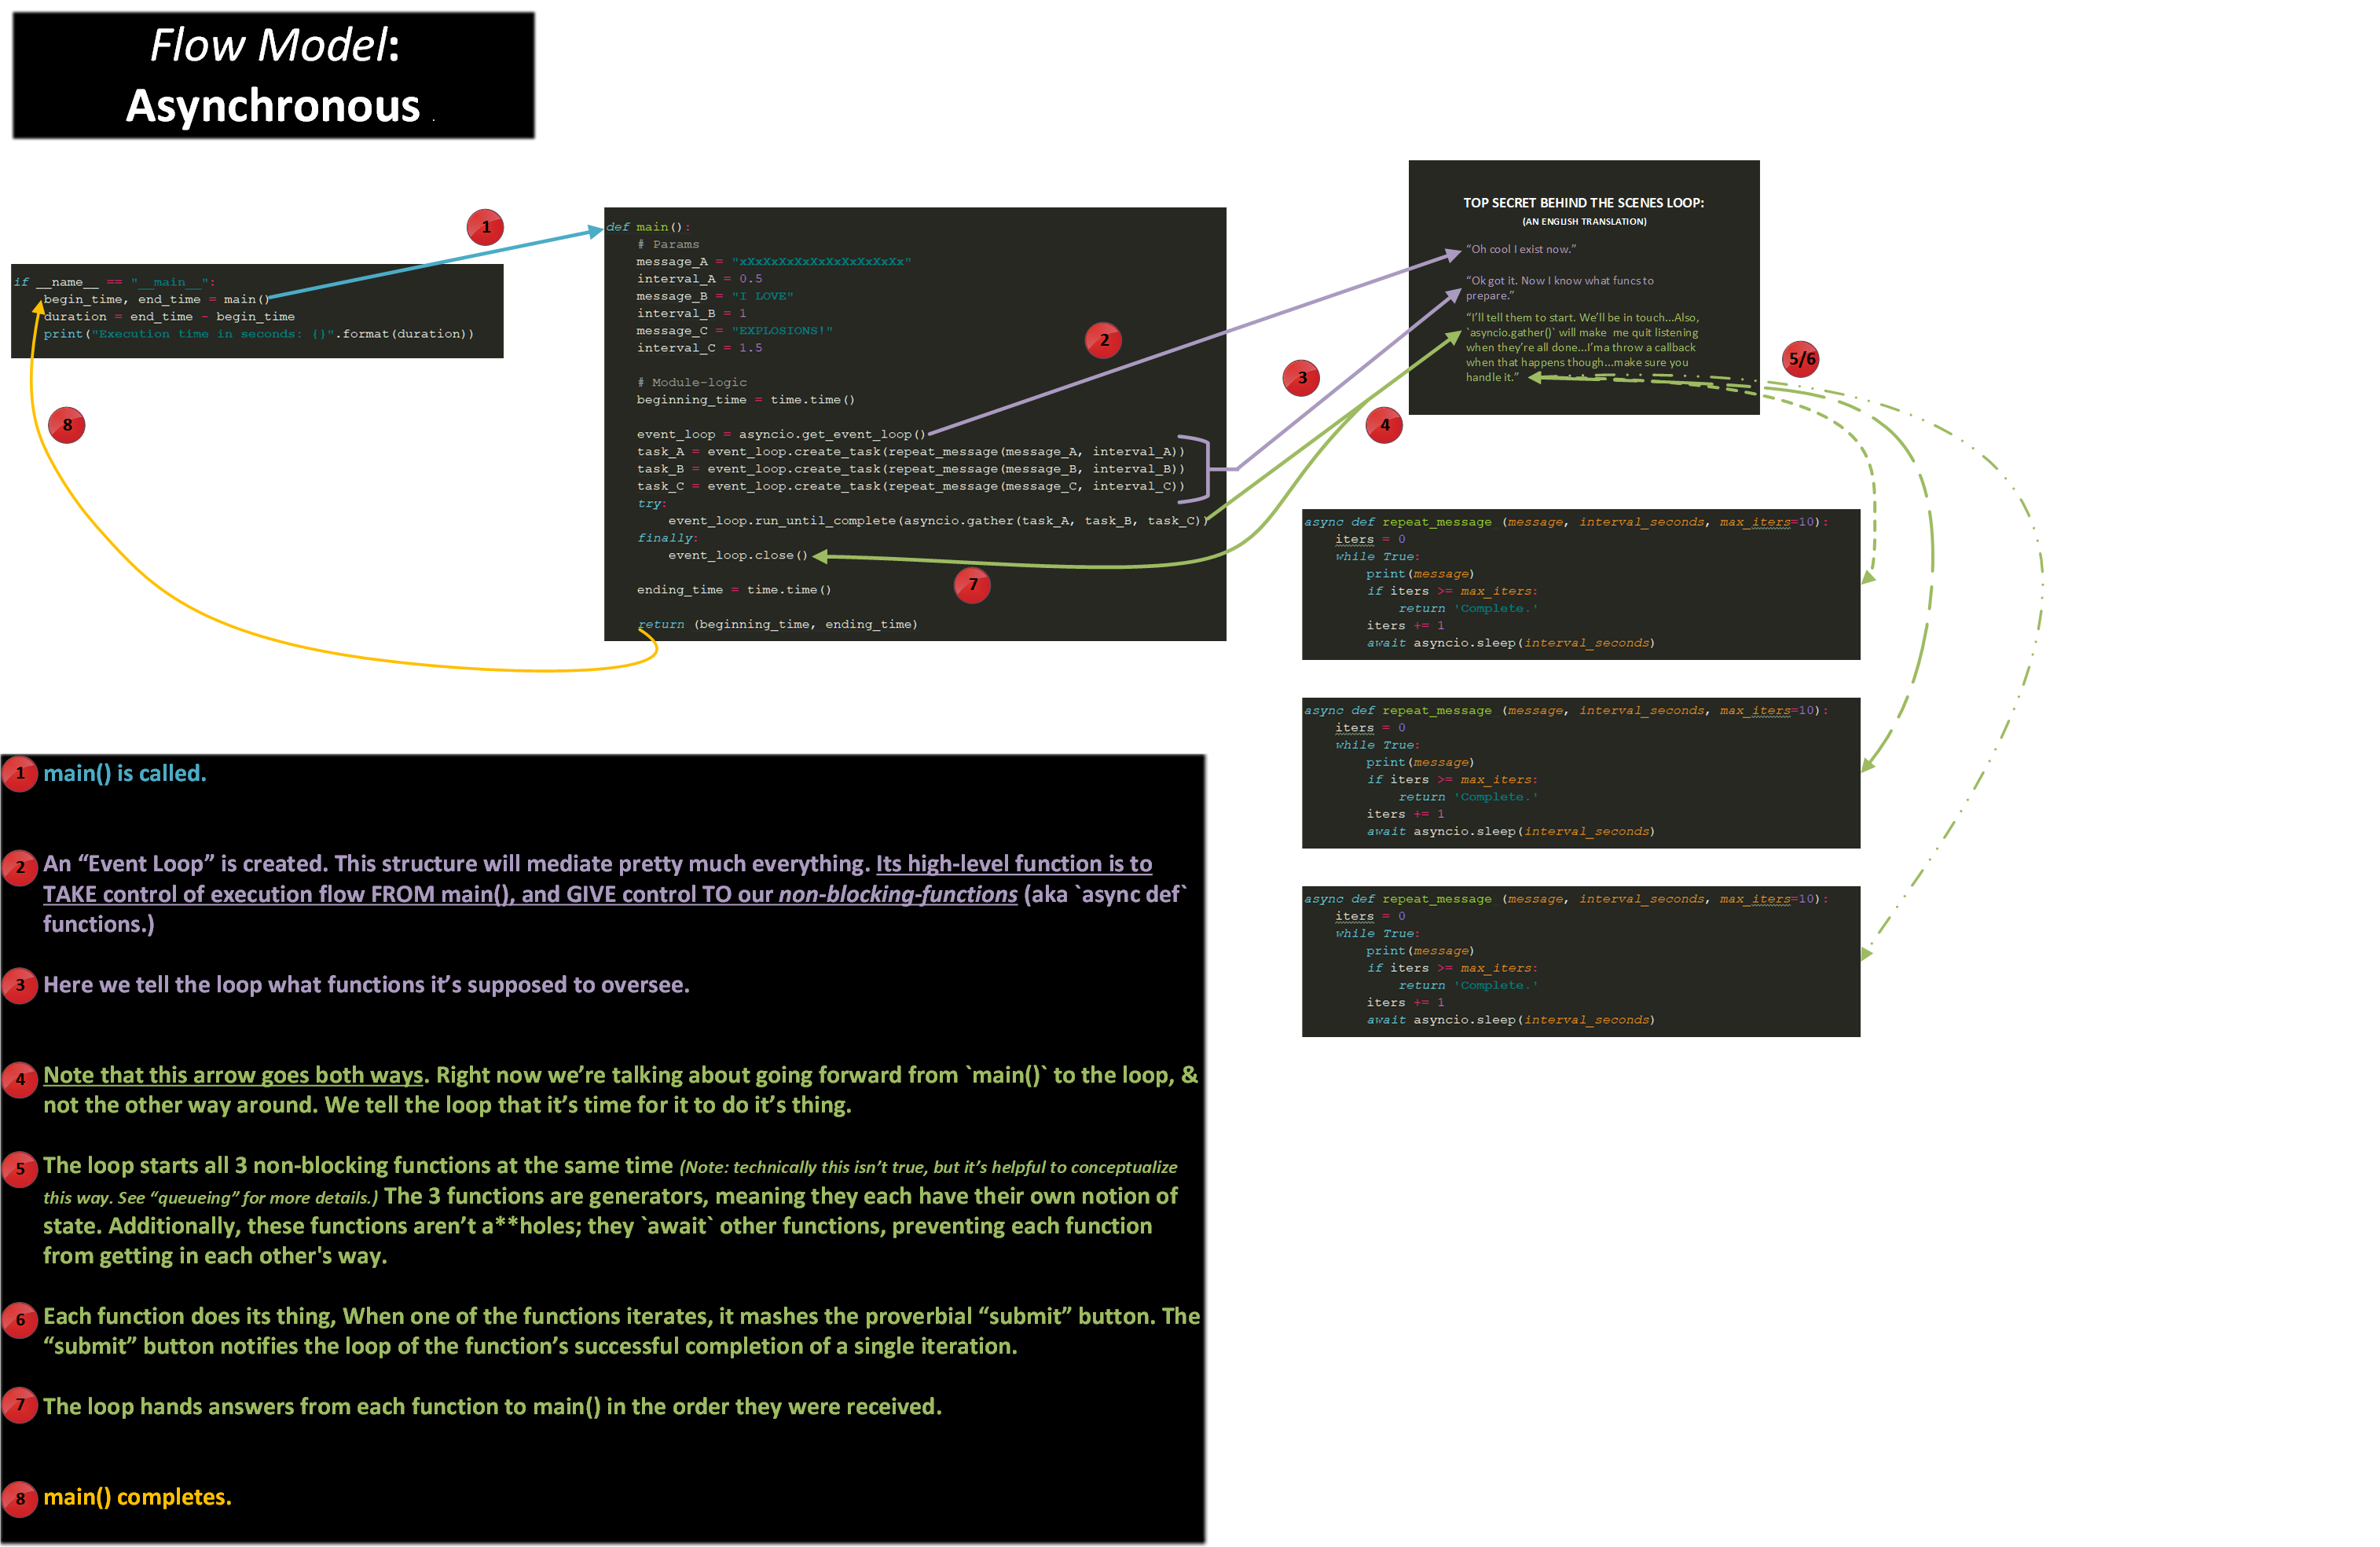 Flow Model:
Asynchronous .
1
if __name__ == "__main__":
begin_time, end_time = main()
duration = end_time - begin_time
print("Execution time in seconds: {}".format(duration))
8
def main():
# Params
message_A = "xXxXxXxXxXxXxXxXxXxXx"
interval_A = 0.5
message_B = "I LOVE"
interval_B = 1
message_C = "EXPLOSIONS!"
interval_C = 1.5
# Module-logic
beginning_time = time.time()
event_loop = asyncio.get_event_loop()
task_A = event_loop.create_task(repeat_message(message_A, interval_A))
task_B = event_loop.create_task(repeat_message(message_B, interval_B))
task_C = event_loop.create_task(repeat_message(message_C, interval_C))
try:
event_loop.run_until_complete(asyncio.gather(task_A, task_B, task_C))
finally:
event_loop.close()
ending_time = time.time()
return (beginning_time, ending_time)
2
3
4
7
TOP SECRET BEHIND THE SCENES LOOP:
(AN ENGLISH TRANSLATION)
“Oh cool I exist now.”
“Ok got it. Now I know what funcs to
prepare.”
“I’ll tell them to start. We’ll be in touch...Also,
`asyncio.gather()` will make me quit listening
when they’re all done...I’ma throw a callback
when that happens though...make sure you
handle it.”
5/6
async def repeat_message (message, interval_seconds, max_iters=10):
iters = 0
while True:
print(message)
if iters >= max_iters:
return 'Complete.'
iters += 1
await asyncio.sleep(interval_seconds)
async def repeat_message (message, interval_seconds, max_iters=10):
iters = 0
while True:
print(message)
if iters >= max_iters:
return 'Complete.'
iters += 1
await asyncio.sleep(interval_seconds)
async def repeat_message (message, interval_seconds, max_iters=10):
iters = 0
while True:
print(message)
if iters >= max_iters:
return 'Complete.'
iters += 1
await asyncio.sleep(interval_seconds)
1 main() is called.
2 An “Event Loop” is created. This structure will mediate pretty much everything. Its high-level function is to
TAKE control of execution flow FROM main(), and GIVE control TO our non-blocking-functions (aka `async def`
functions.)
3 Here we tell the loop what functions it’s supposed to oversee.
4 Note that this arrow goes both ways. Right now we’re talking about going forward from `main()` to the loop, &
not the other way around. We tell the loop that it’s time for it to do it’s thing.
5 The loop starts all 3 non-blocking functions at the same time (Note: technically this isn’t true, but it’s helpful to conceptualize
this way. See “queueing” for more details.) The 3 functions are generators, meaning they each have their own notion of
state. Additionally, these functions aren’t a**holes; they `await` other functions, preventing each function
from getting in each other's way.
6 Each function does its thing, When one of the functions iterates, it mashes the proverbial “submit” button. The
“submit” button notifies the loop of the function’s successful completion of a single iteration.
7 The loop hands answers from each function to main() in the order they were received.
8 main() completes.